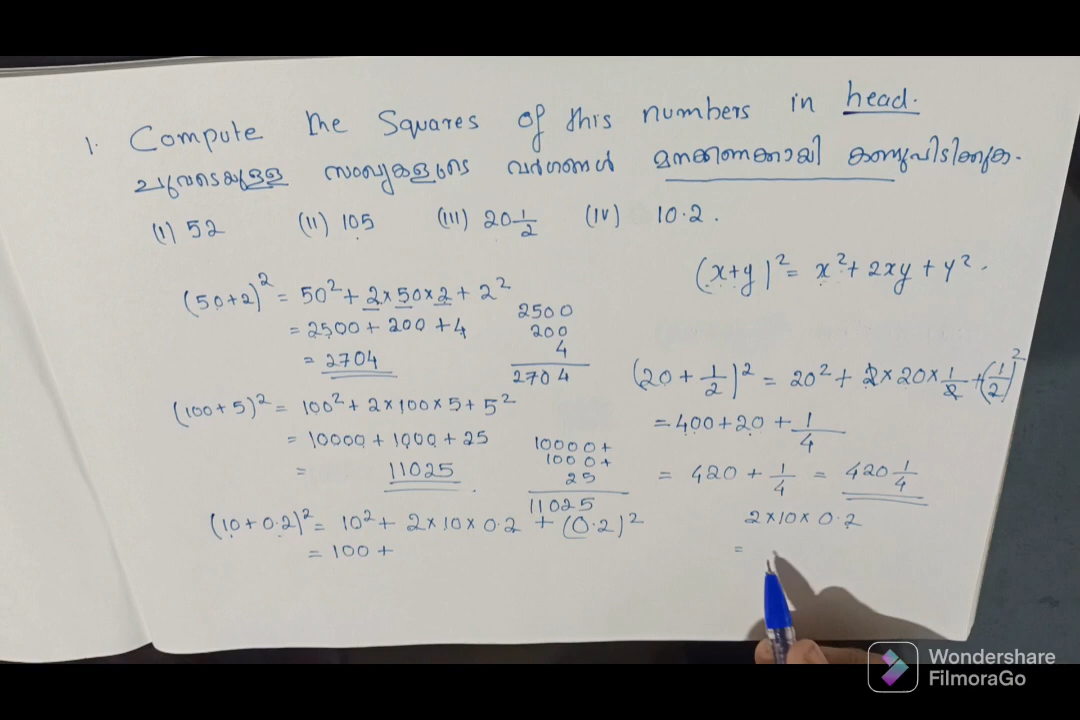 1. Compute the Squares of this numbers in head.
ചുവടെയുള്ള സംഖ്യകളുടെ വർഗങ്ങൾ മനക്കണക്കായി കണ്ടുപിടിക്കുക.
(I) 52 (II) 105 (III) 20 1/2 (IV) 10.2.
(x+y)² = x² + 2xy + y².
(50+2)² = 50² + 2×50×2 + 2²
= 2500 + 200 + 4
= 2704
2500
200
4
2704
(100+5)² = 100² + 2×100×5 + 5²
= 10000 + 1000 + 25
= 11025
10000+
1000+
25
11025
(20 + 1/2)² = 20² + 2×20×1/2 + (1/2)²
= 400 + 20 + 1/4
= 420 + 1/4 = 420 1/4
(10+0.2)² = 10² + 2×10×0.2 + (0.2)²
= 100 +
2×10×0.2
=
Wondershare
FilmoraGo